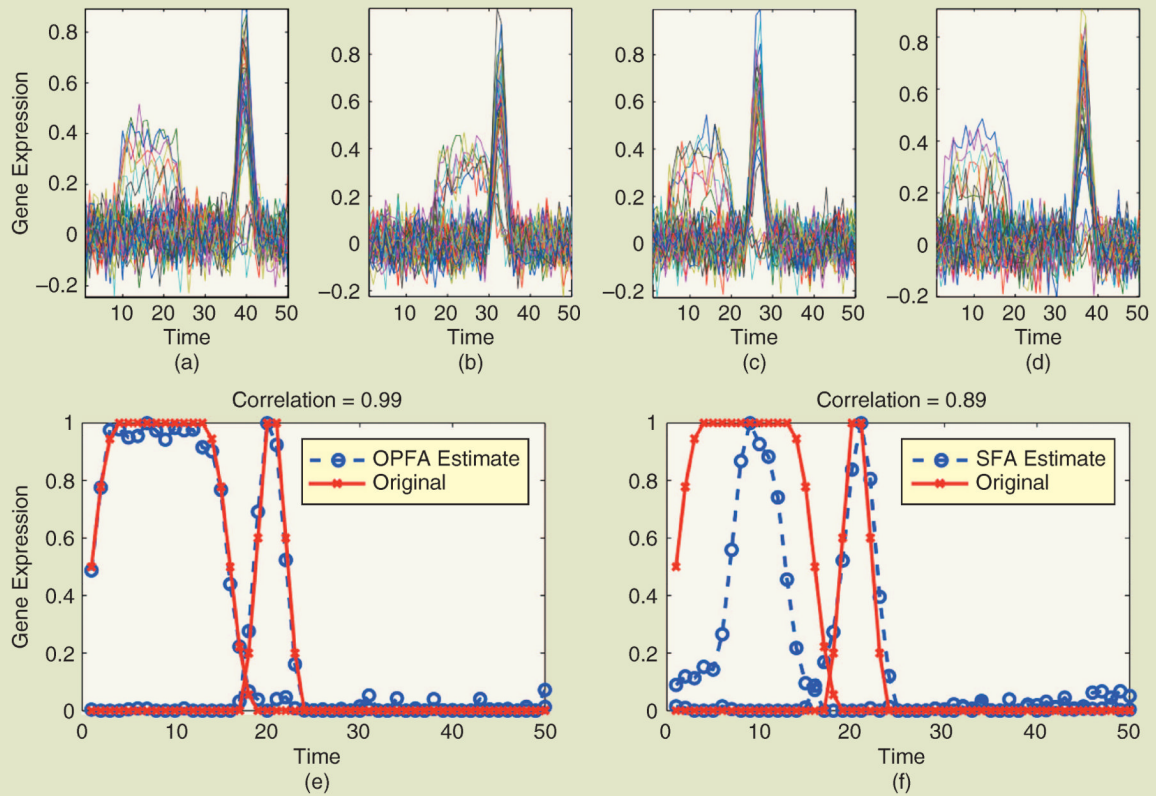 0.8
0.6
0.4
0.2
0
–0.2
Gene Expression
10 20 30 40 50
Time
(a)
0.8
0.6
0.4
0.2
0
–0.2
10 20 30 40 50
Time
(b)
0.8
0.6
0.4
0.2
0
–0.2
10 20 30 40 50
Time
(c)
0.8
0.6
0.4
0.2
0
–0.2
10 20 30 40 50
Time
(d)
Correlation = 0.99
1
0.8
0.6
0.4
0.2
0
Gene Expression
OPFA Estimate
Original
0 10 20 30 40 50
Time
(e)
Correlation = 0.89
1
0.8
0.6
0.4
0.2
0
SFA Estimate
Original
0 10 20 30 40 50
Time
(f)